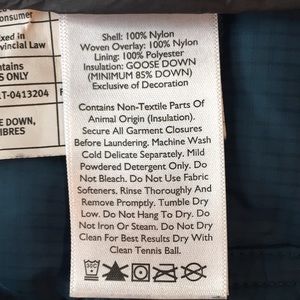 onsumer
ixed in
vincial Law
ontains
S ONLY
1T-0413204
E DOWN,
IBRES
Shell: 100% Nylon
Woven Overlay: 100% Nylon
Lining: 100% Polyester
Insulation: GOOSE DOWN
(MINIMUM 85% DOWN)
Exclusive of Decoration
Contains Non-Textile Parts Of
Animal Origin (Insulation).
Secure All Garment Closures
Before Laundering. Machine Wash
Cold Delicate Separately. Mild
Powdered Detergent Only. Do
Not Bleach. Do Not Use Fabric
Softeners. Rinse Thoroughly And
Remove Promptly. Tumble Dry
Low. Do Not Hang To Dry. Do
Not Iron Or Steam. Do Not Dry
Clean For Best Results Dry With
Clean Tennis Ball.